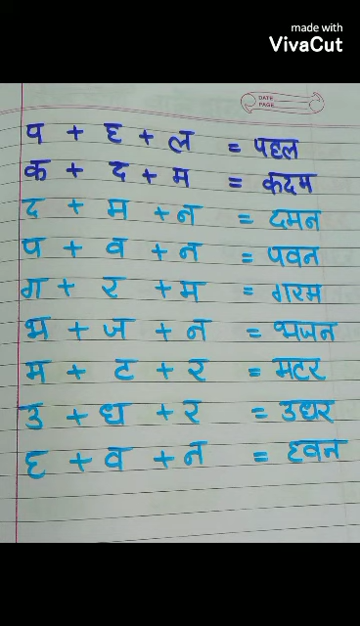 made with
VivaCut
DATE
PAGE
प + ह + ल = पहल
क + द + म = कदम
द + म + न = दमन
प + व + न = पवन
ग + र + म = गरम
भ + ज + न = भजन
म + ट + र = मटर
उ + ध + र = उधर
ह + व + न = हवन